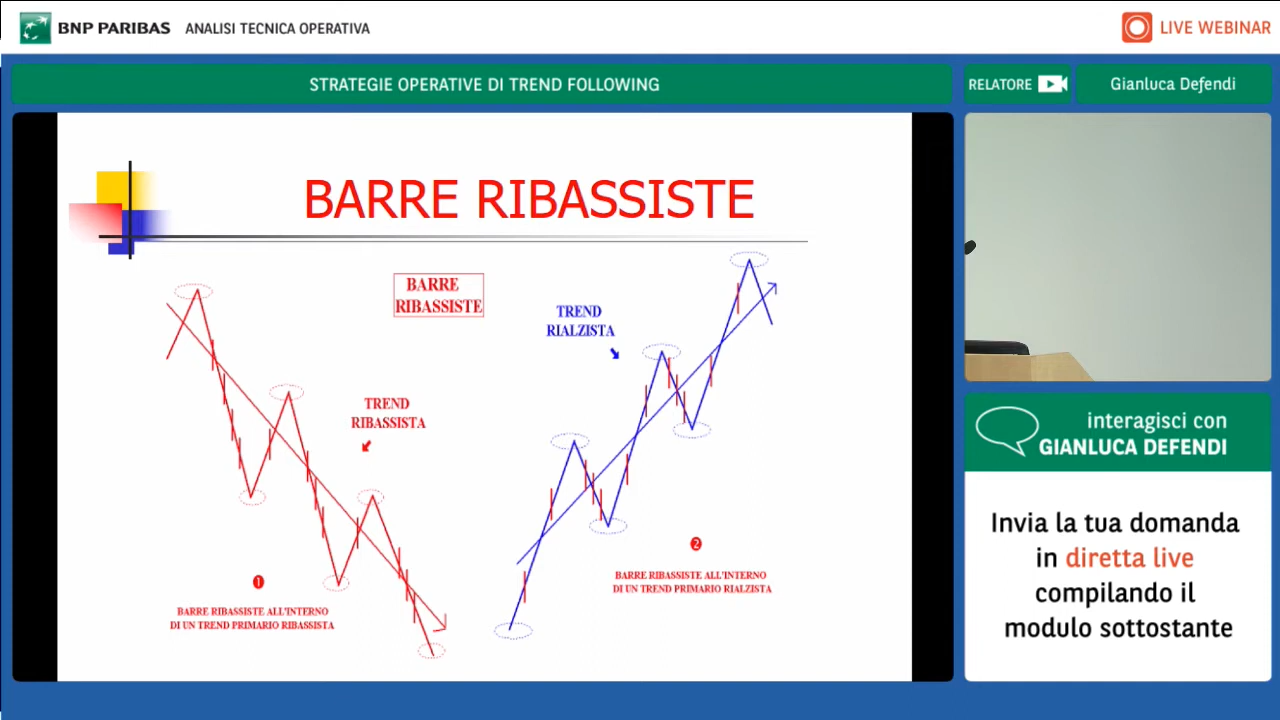 BNP PARIBAS ANALISI TECNICA OPERATIVA
LIVE WEBINAR
STRATEGIE OPERATIVE DI TREND FOLLOWING
RELATORE
Gianluca Defendi
BARRE RIBASSISTE
BARRE
RIBASSISTE
TREND
RIALZISTA
TREND
RIBASSISTA
1
BARRE RIBASSISTE ALL'INTERNO
DI UN TREND PRIMARIO RIBASSISTA
2
BARRE RIBASSISTE ALL'INTERNO
DI UN TREND PRIMARIO RIALZISTA
interagisci con
GIANLUCA DEFENDI
Invia la tua domanda
in diretta live
compilando il
modulo sottostante